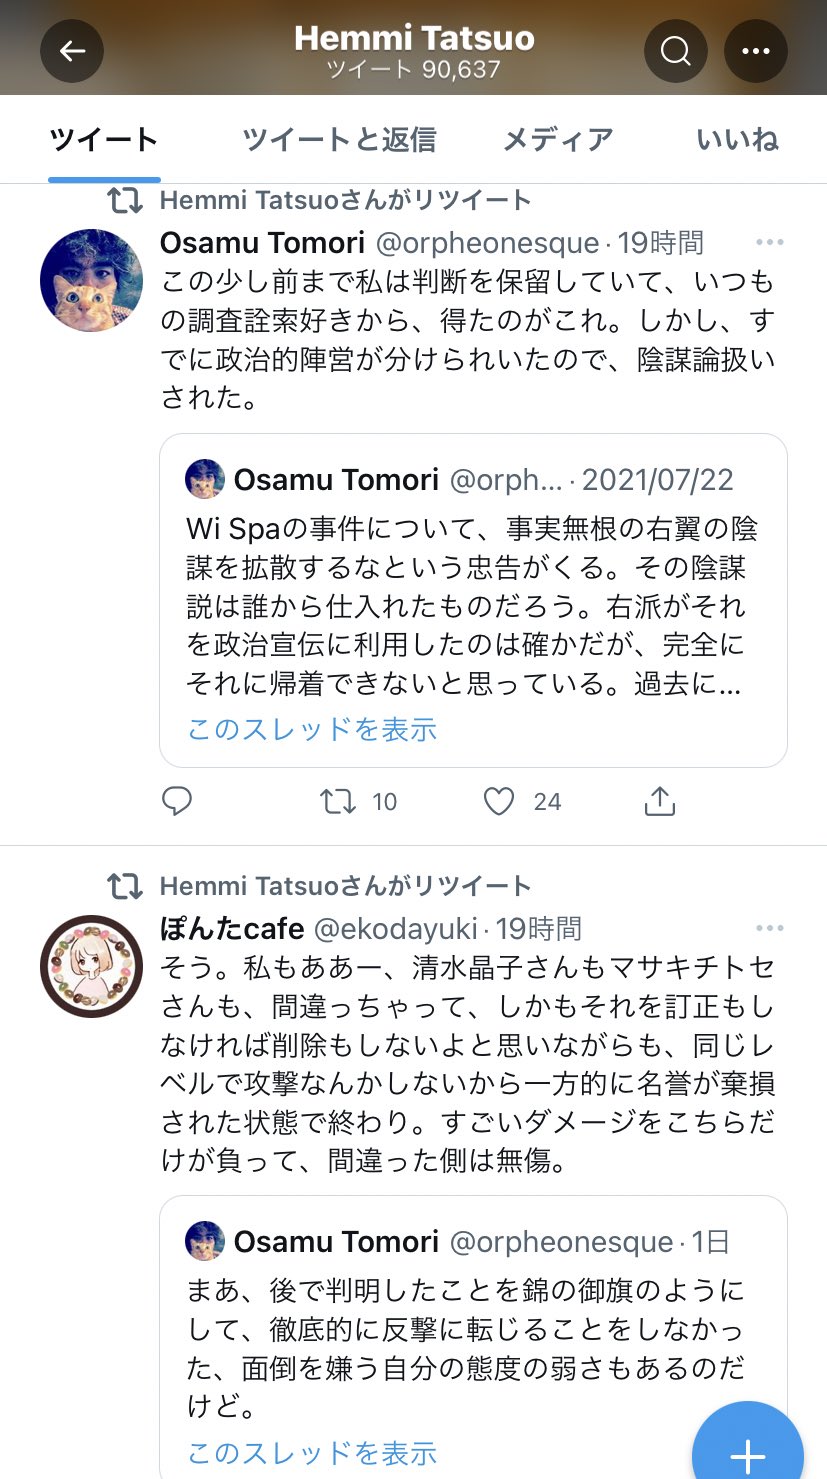 Hemmi Tatsuo
ツイート 90,637
ツイート ツイートと返信 メディア いいね
Hemmi Tatsuoさんがリツイート
Osamu Tomori @orpheonesque · 19時間
この少し前まで私は判断を保留していて、いつも
の調査詮索好きから、得たのがこれ。しかし、す
でに政治的陣営が分けられいたので、陰謀論扱い
された。
Osamu Tomori @orph... · 2021/07/22
Wi Spaの事件について、事実無根の右翼の陰
謀を拡散するなという忠告がくる。その陰謀
説は誰から仕入れたものだろう。右派がそれ
を政治宣伝に利用したのは確かだが、完全に
それに帰着できないと思っている。過去に...
このスレッドを表示
10 24
Hemmi Tatsuoさんがリツイート
ぽんたcafe @ekodayuki · 19時間
そう。私もああー、清水晶子さんもマサキチトセ
さんも、間違っちゃって、しかもそれを訂正もし
なければ削除もしないよと思いながらも、同じレ
ベルで攻撃なんかしないから一方的に名誉が棄損
された状態で終わり。すごいダメージをこちらだ
けが負って、間違った側は無傷。
Osamu Tomori @orpheonesque · 1日
まあ、後で判明したことを錦の御旗のように
して、徹底的に反撃に転じることをしなかっ
た、面倒を嫌う自分の態度の弱さもあるのだ
けど。
このスレッドを表示